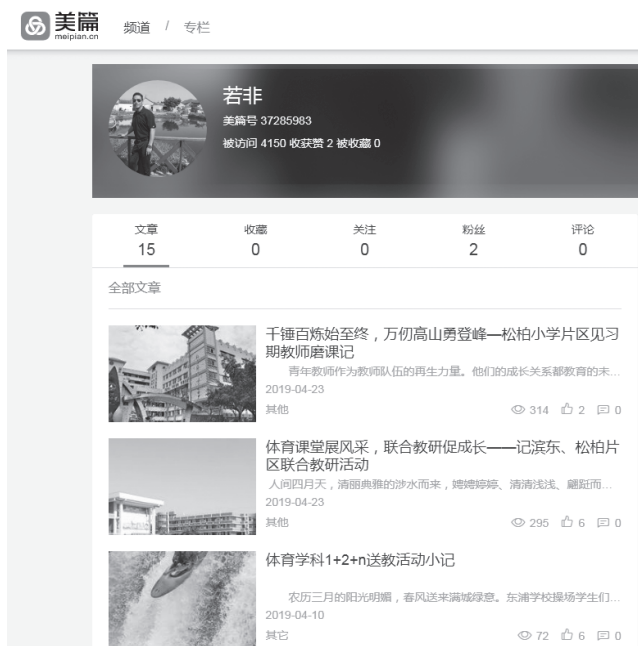 美篇
meipian.cn
频道 / 专栏
若非
美篇号 37285983
被访问 4150 收获赞 2 被收藏 0
文章 收藏 关注 粉丝 评论
15 0 0 2 0
全部文章
千锤百炼始至终，万仞高山勇登峰—松柏小学片区见习
期教师磨课记
青年教师作为教师队伍的再生力量。他们的成长关系都教育的未...
2019-04-23
其他 314 2 0
体育课堂展风采，联合教研促成长——记滨东、松柏片
区联合教研活动
人间四月天，清丽典雅的涉水而来，娉娉婷婷、清清浅浅、翩跹而...
2019-04-23
其他 295 6 0
体育学科1+2+n送教活动小记
农历三月的阳光明媚，春风送来满城绿意。东浦学校操场学生们...
2019-04-10
其它 72 6 0